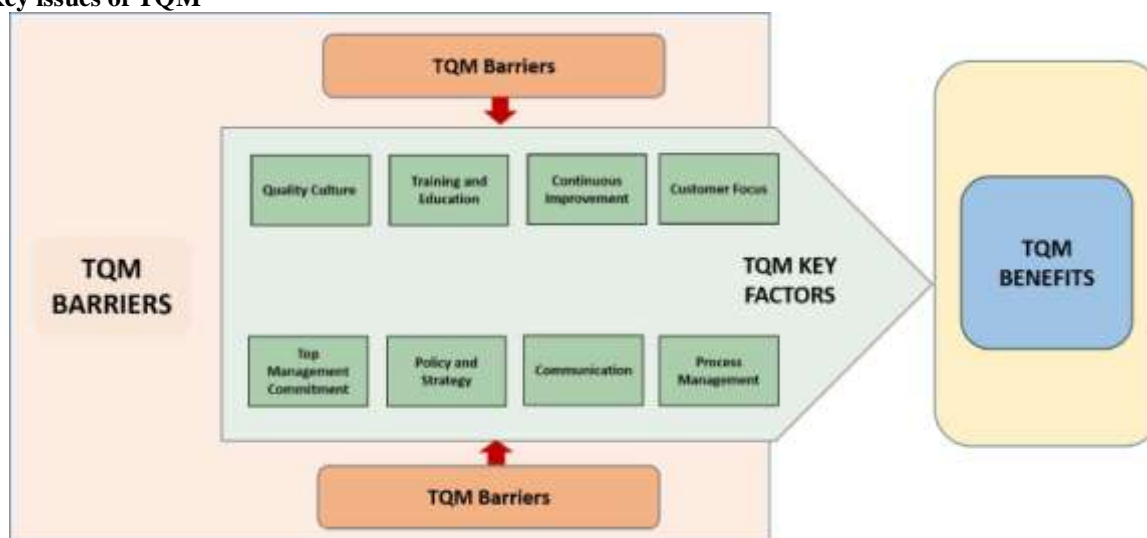 key issues of TQM
TQM Barriers
Quality Culture
Training and
Education
Continuous
Improvement
Customer Focus
TQM
BARRIERS
TQM KEY
FACTORS
TQM
BENEFITS
Top
Management
Commitment
Policy and
Strategy
Communication
Process
Management
TQM Barriers